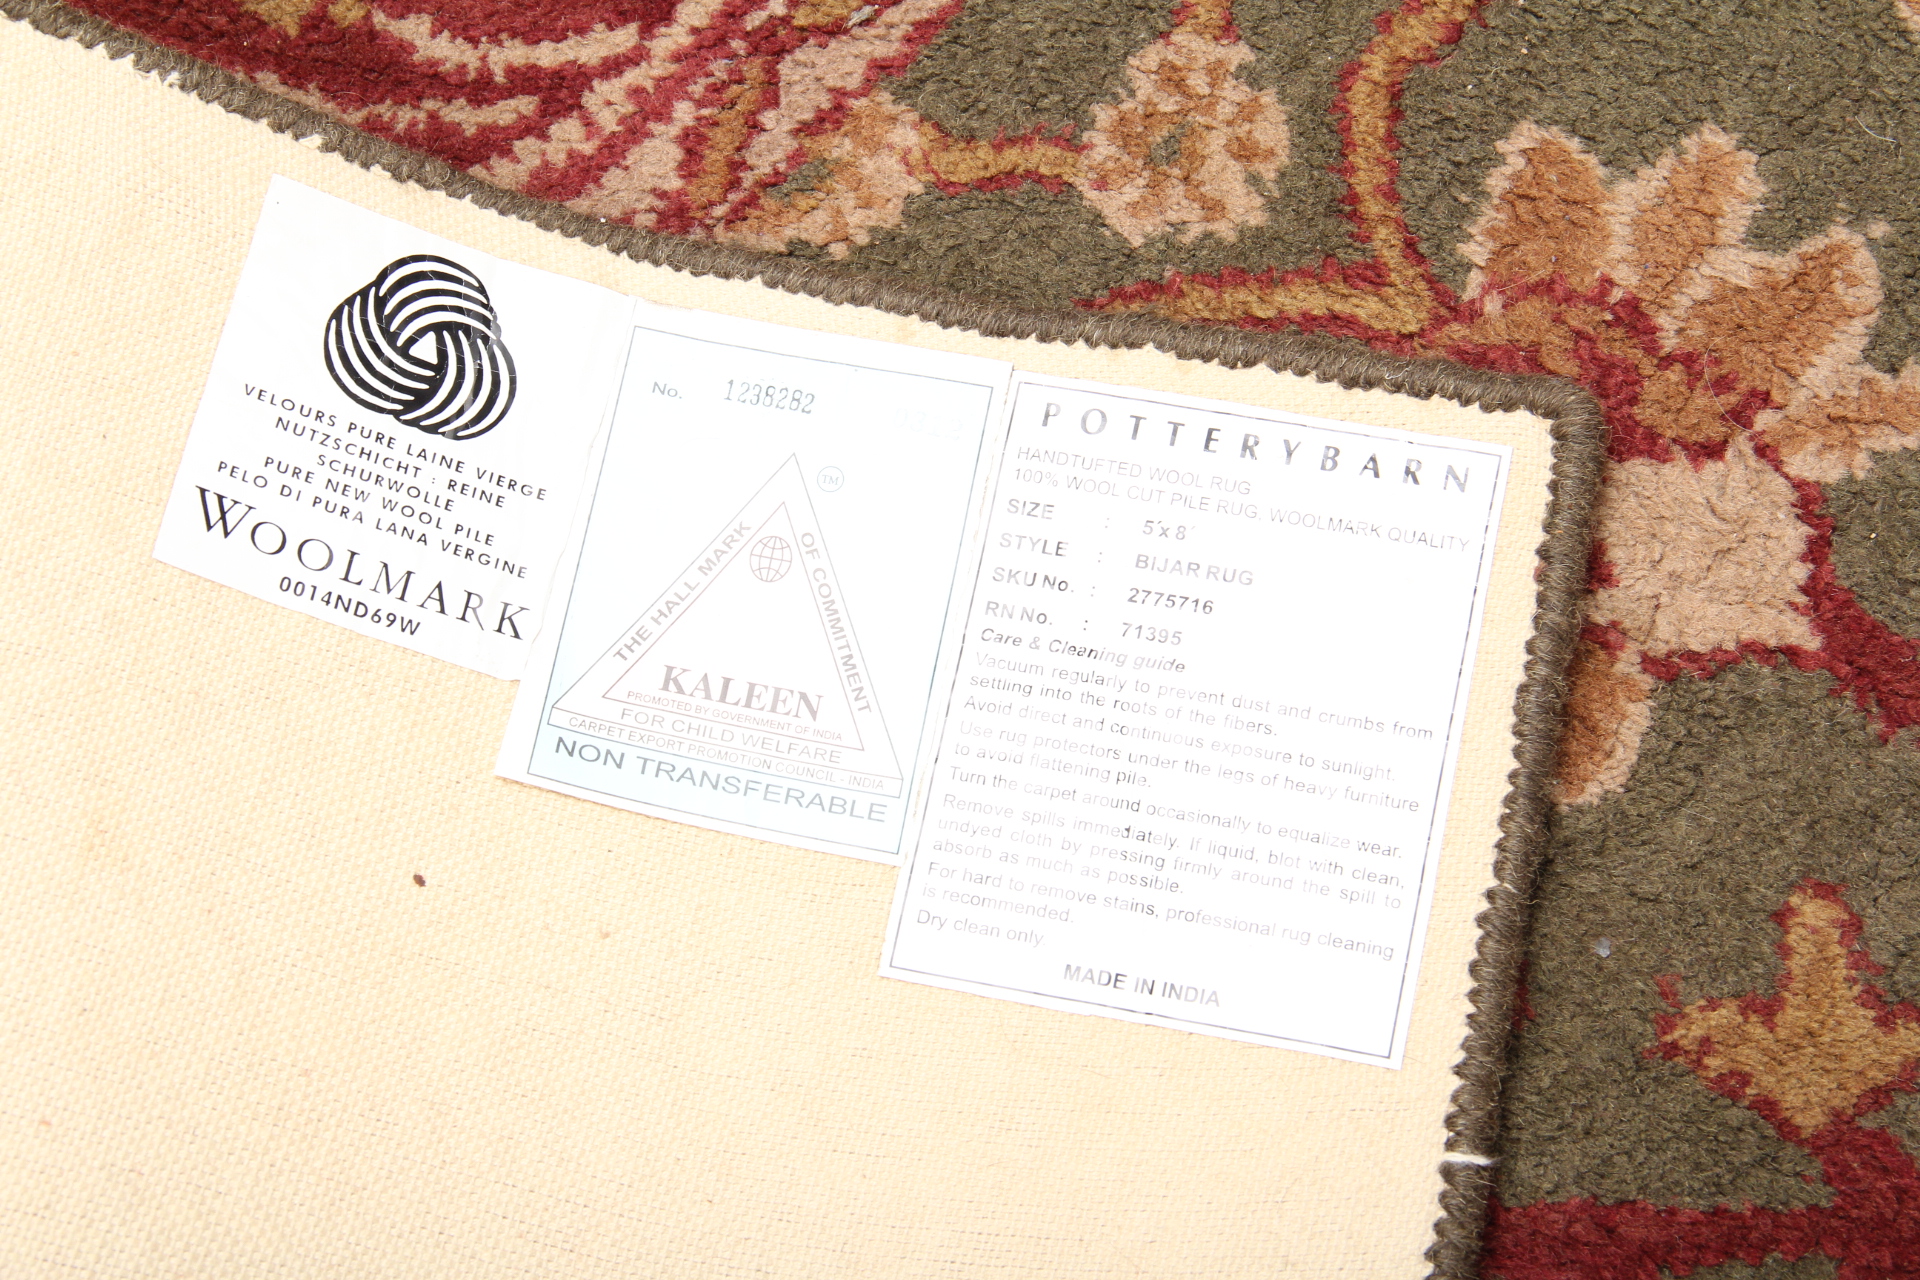 VELOURS PURE LAINE VIERGE
NUTZSCHICHT : REINE
SCHURWOLLE
PURE NEW WOOL PILE
PELO DI PURA LANA VERGINE
WOOLMARK
0014ND69W
No. 1238282
TM
THE HALL MARK
OF COMMITMENT
KALEEN
PROMOTED BY GOVERNMENT OF INDIA
FOR CHILD WELFARE
CARPET EXPORT PROMOTION COUNCIL - INDIA
NON TRANSFERABLE
POTTERYBARN
HANDTUFTED WOOL RUG
100% WOOL CUT PILE RUG. WOOLMARK QUALITY
SIZE : 5'x 8'
STYLE : BIJAR RUG
SKU No. : 2775716
RN No. : 71395
Care & Cleaning guide
Vacuum regularly to prevent dust and crumbs from
settling into the roots of the fibers.
Avoid direct and continuous exposure to sunlight.
Use rug protectors under the legs of heavy furniture
to avoid flattening pile.
Turn the carpet around occasionally to equalize wear.
Remove spills immediately. If liquid, blot with clean,
undyed cloth by pressing firmly around the spill to
absorb as much as possible.
For hard to remove stains, professional rug cleaning
is recommended.
Dry clean only.
MADE IN INDIA